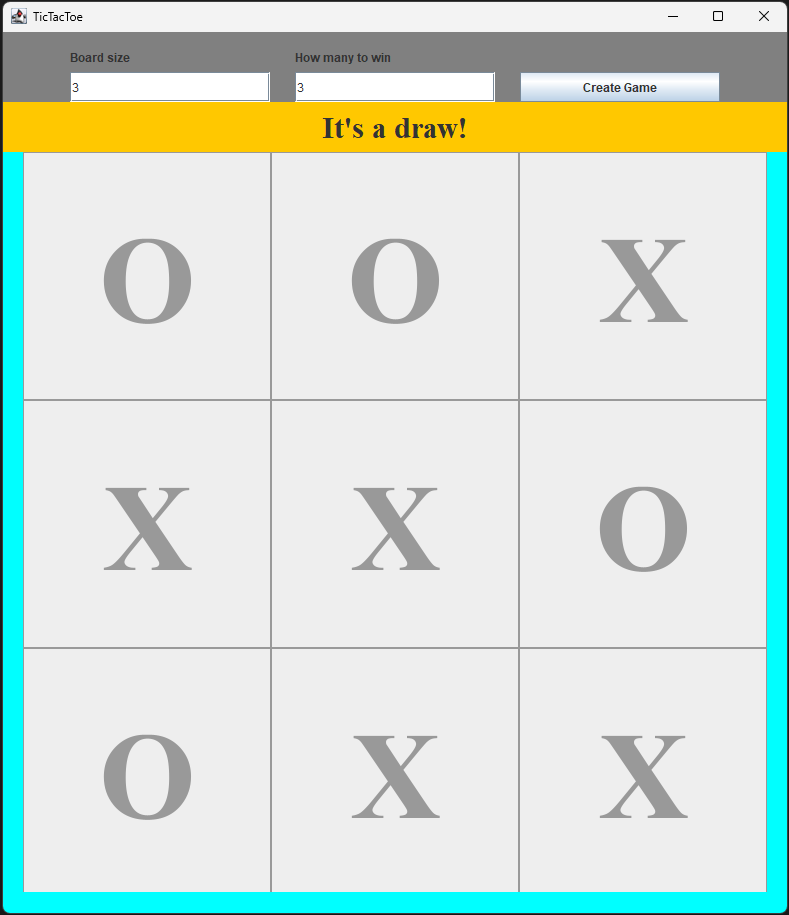 TicTacToe
Board size
How many to win
3
3
Create Game
It's a draw!
O O X
X X O
O X X